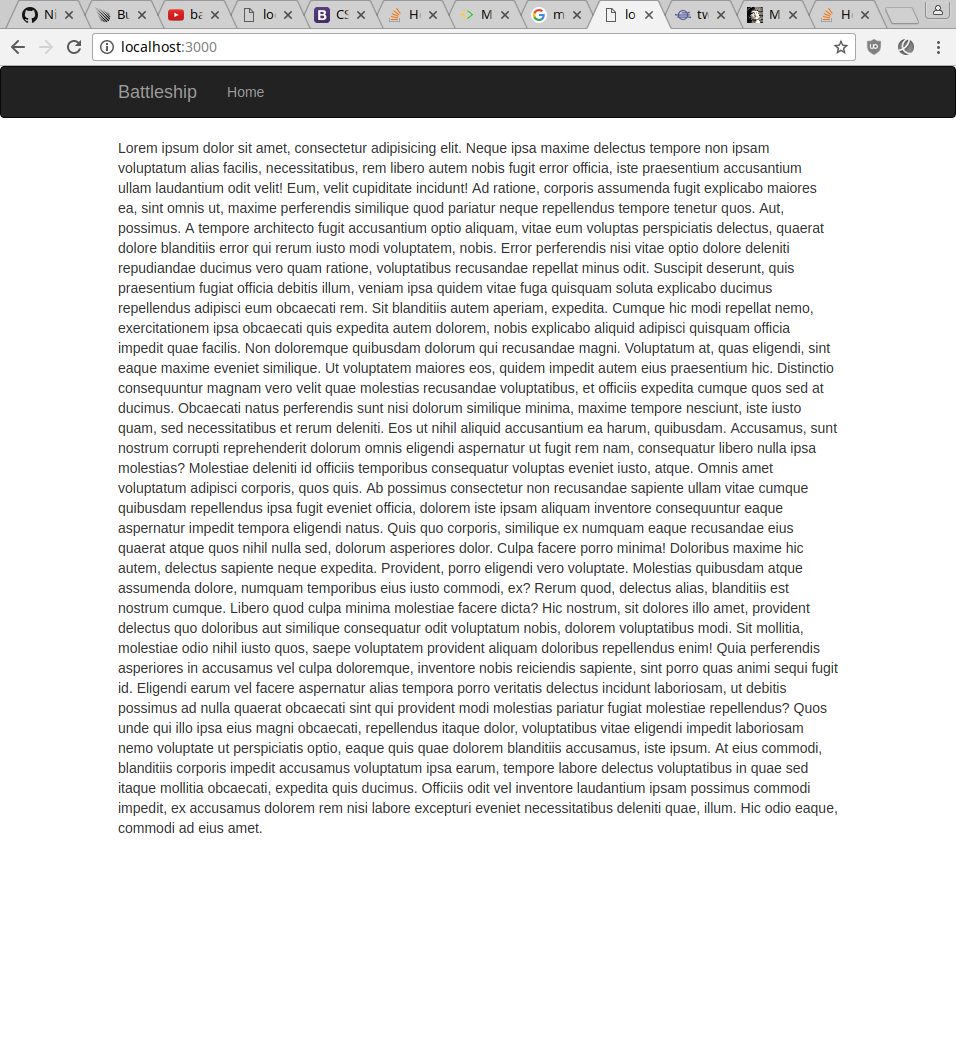 Ni Bu ba lo CS H M m lo tw M H
localhost:3000
Battleship Home
Lorem ipsum dolor sit amet, consectetur adipisicing elit. Neque ipsa maxime delectus tempore non ipsam
voluptatum alias facilis, necessitatibus, rem libero autem nobis fugit error officia, iste praesentium accusantium
ullam laudantium odit velit! Eum, velit cupiditate incidunt! Ad ratione, corporis assumenda fugit explicabo maiores
ea, sint omnis ut, maxime perferendis similique quod pariatur neque repellendus tempore tenetur quos. Aut,
possimus. A tempore architecto fugit accusantium optio aliquam, vitae eum voluptas perspiciatis delectus, quaerat
dolore blanditiis error qui rerum iusto modi voluptatem, nobis. Error perferendis nisi vitae optio dolore deleniti
repudiandae ducimus vero quam ratione, voluptatibus recusandae repellat minus odit. Suscipit deserunt, quis
praesentium fugiat officia debitis illum, veniam ipsa quidem vitae fuga quisquam soluta explicabo ducimus
repellendus adipisci eum obcaecati rem. Sit blanditiis autem aperiam, expedita. Cumque hic modi repellat nemo,
exercitationem ipsa obcaecati quis expedita autem dolorem, nobis explicabo aliquid adipisci quisquam officia
impedit quae facilis. Non doloremque quibusdam dolorum qui recusandae magni. Voluptatum at, quas eligendi, sint
eaque maxime eveniet similique. Ut voluptatem maiores eos, quidem impedit autem eius praesentium hic. Distinctio
consequuntur magnam vero velit quae molestias recusandae voluptatibus, et officiis expedita cumque quos sed at
ducimus. Obcaecati natus perferendis sunt nisi dolorum similique minima, maxime tempore nesciunt, iste iusto
quam, sed necessitatibus et rerum deleniti. Eos ut nihil aliquid accusantium ea harum, quibusdam. Accusamus, sunt
nostrum corrupti reprehenderit dolorum omnis eligendi aspernatur ut fugit rem nam, consequatur libero nulla ipsa
molestias? Molestiae deleniti id officiis temporibus consequatur voluptas eveniet iusto, atque. Omnis amet
voluptatum adipisci corporis, quos quis. Ab possimus consectetur non recusandae sapiente ullam vitae cumque
quibusdam repellendus ipsa fugit eveniet officia, dolorem iste ipsam aliquam inventore consequuntur eaque
aspernatur impedit tempora eligendi natus. Quis quo corporis, similique ex numquam eaque recusandae eius
quaerat atque quos nihil nulla sed, dolorum asperiores dolor. Culpa facere porro minima! Doloribus maxime hic
autem, delectus sapiente neque expedita. Provident, porro eligendi vero voluptate. Molestias quibusdam atque
assumenda dolore, numquam temporibus eius iusto commodi, ex? Rerum quod, delectus alias, blanditiis est
nostrum cumque. Libero quod culpa minima molestiae facere dicta? Hic nostrum, sit dolores illo amet, provident
delectus quo doloribus aut similique consequatur odit voluptatum nobis, dolorem voluptatibus modi. Sit mollitia,
molestiae odio nihil iusto quos, saepe voluptatem provident aliquam doloribus repellendus enim! Quia perferendis
asperiores in accusamus vel culpa doloremque, inventore nobis reiciendis sapiente, sint porro quas animi sequi fugit
id. Eligendi earum vel facere aspernatur alias tempora porro veritatis delectus incidunt laboriosam, ut debitis
possimus ad nulla quaerat obcaecati sint qui provident modi molestias pariatur fugiat molestiae repellendus? Quos
unde qui illo ipsa eius magni obcaecati, repellendus itaque dolor, voluptatibus vitae eligendi impedit laboriosam
nemo voluptate ut perspiciatis optio, eaque quis quae dolorem blanditiis accusamus, iste ipsum. At eius commodi,
blanditiis corporis impedit accusamus voluptatum ipsa earum, tempore labore delectus voluptatibus in quae sed
itaque mollitia obcaecati, expedita quis ducimus. Officiis odit vel inventore laudantium ipsam possimus commodi
impedit, ex accusamus dolorem rem nisi labore excepturi eveniet necessitatibus deleniti quae, illum. Hic odio eaque,
commodi ad eius amet.